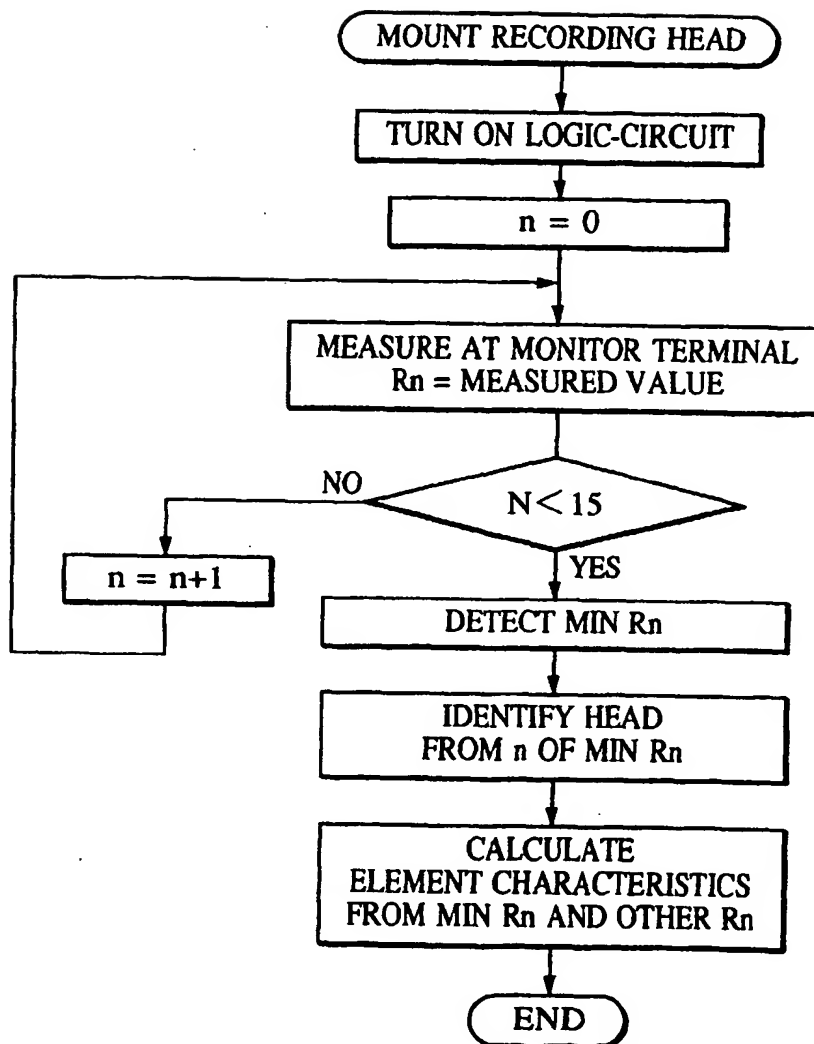 MOUNT RECORDING HEAD
TURN ON LOGIC-CIRCUIT
n = 0
MEASURE AT MONITOR TERMINAL
Rn = MEASURED VALUE
N < 15
NO
n = n+1
YES
DETECT MIN Rn
IDENTIFY HEAD
FROM n OF MIN Rn
CALCULATE
ELEMENT CHARACTERISTICS
FROM MIN Rn AND OTHER Rn
END